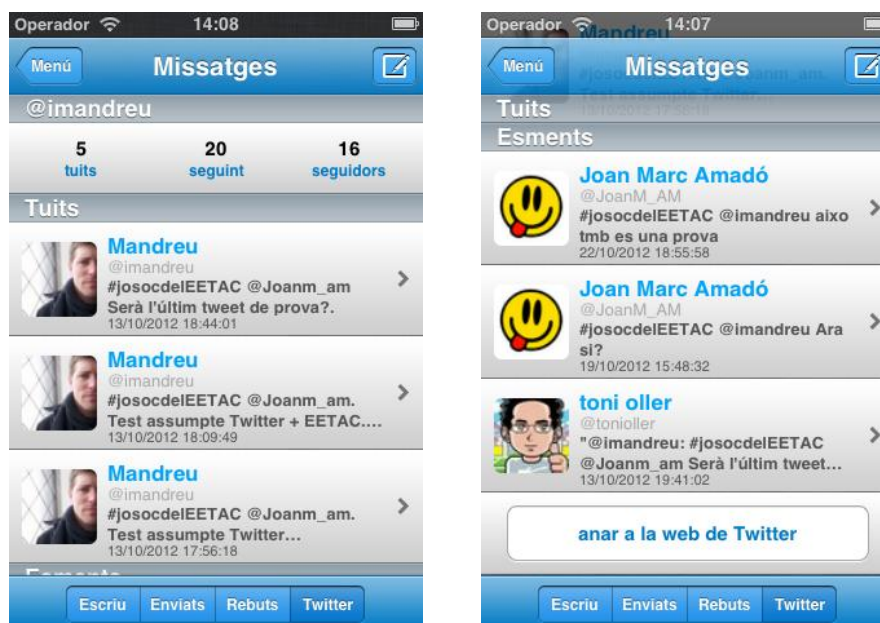 Operador 14:08
Menú Missatges
@imandreu
5 20 16
tuits seguint seguidors
Tuits
Mandreu
@imandreu
#josocdelEETAC @Joanm_am
Serà l'últim tweet de prova?.
13/10/2012 18:44:01
Mandreu
@imandreu
#josocdelEETAC @Joanm_am.
Test assumpte Twitter + EETAC....
13/10/2012 18:09:49
Mandreu
@imandreu
#josocdelEETAC @Joanm_am.
Test assumpte Twitter...
13/10/2012 17:56:18
Esments
Escriu Enviats Rebuts Twitter
Operador 14:07
Mandreu
Menú Missatges
Tuits
Esments
Joan Marc Amadó
@JoanM_AM
#josocdelEETAC @imandreu aixo
tmb es una prova
22/10/2012 18:55:58
Joan Marc Amadó
@JoanM_AM
#josocdelEETAC @imandreu Ara
si?
19/10/2012 15:48:32
toni oller
@tonioller
"@imandreu: #josocdelEETAC
@Joanm_am Serà l'últim tweet...
13/10/2012 19:41:02
anar a la web de Twitter
Escriu Enviats Rebuts Twitter